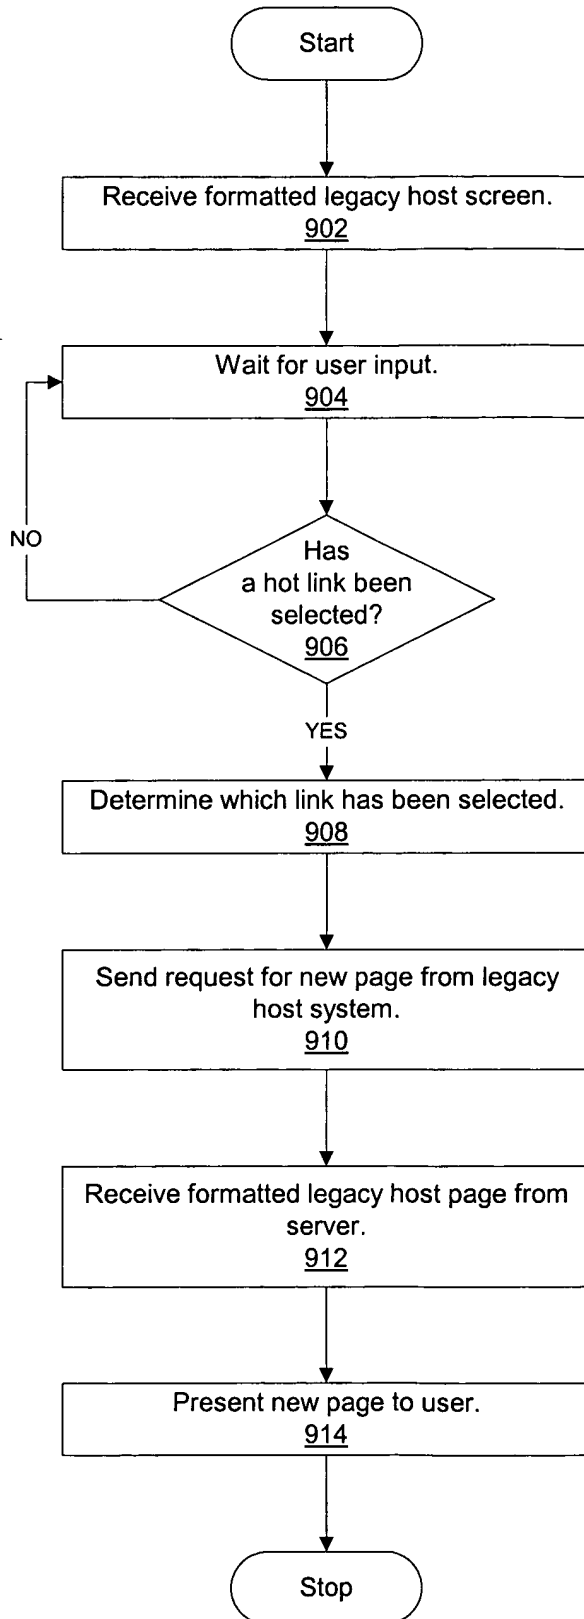 Start
Receive formatted legacy host screen.
902
Wait for user input.
904
NO
Has
a hot link been
selected?
906
YES
Determine which link has been selected.
908
Send request for new page from legacy
host system.
910
Receive formatted legacy host page from
server.
912
Present new page to user.
914
Stop